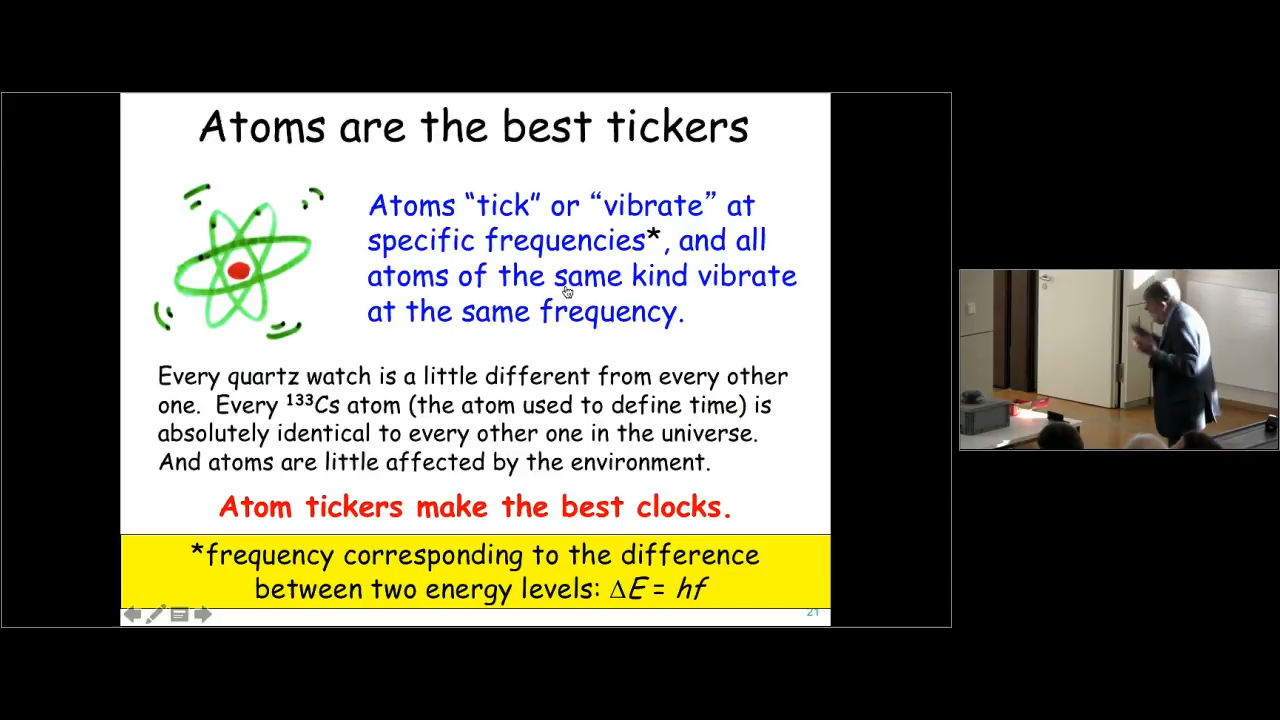 Atoms are the best tickers
Atoms “tick” or “vibrate” at
specific frequencies*, and all
atoms of the same kind vibrate
at the same frequency.
Every quartz watch is a little different from every other
one. Every ¹³³Cs atom (the atom used to define time) is
absolutely identical to every other one in the universe.
And atoms are little affected by the environment.
Atom tickers make the best clocks.
*frequency corresponding to the difference
between two energy levels: ΔE = hf
21